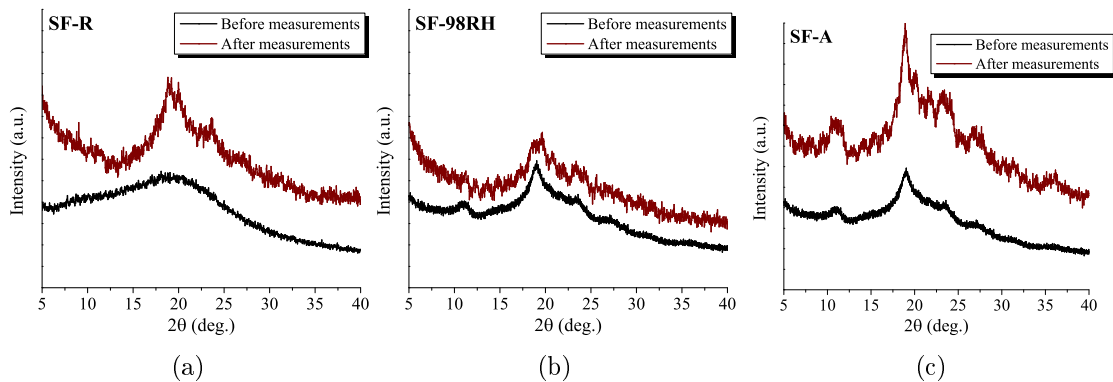 SF-R
Before measurements
After measurements
Intensity (a.u.)
5 10 15 20 25 30 35 40
2θ (deg.)
(a)
SF-98RH
Before measurements
After measurements
Intensity (a.u.)
5 10 15 20 25 30 35 40
2θ (deg.)
(b)
SF-A
Before measurements
After measurements
Intensity (a.u.)
5 10 15 20 25 30 35 40
2θ (deg.)
(c)